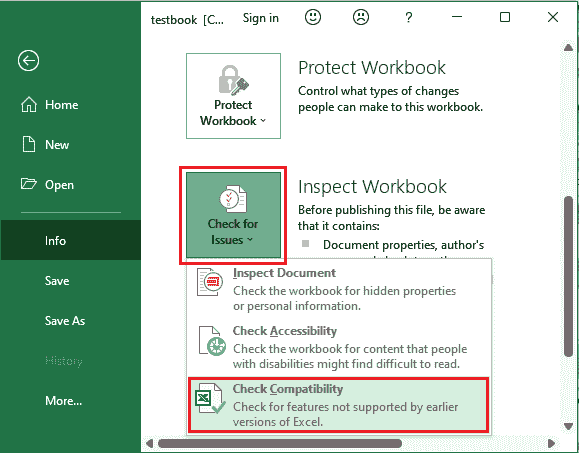 testbook [C...
Sign in
?
Home
New
Open
Info
Save
Save As
History
More...
Protect
Workbook
Protect Workbook
Control what types of changes
people can make to this workbook.
Check for
Issues
Inspect Workbook
Before publishing this file, be aware
that it contains:
Document properties, author's
Inspect Document
Check the workbook for hidden properties
or personal information.
Check Accessibility
Check the workbook for content that people
with disabilities might find difficult to read.
Check Compatibility
Check for features not supported by earlier
versions of Excel.